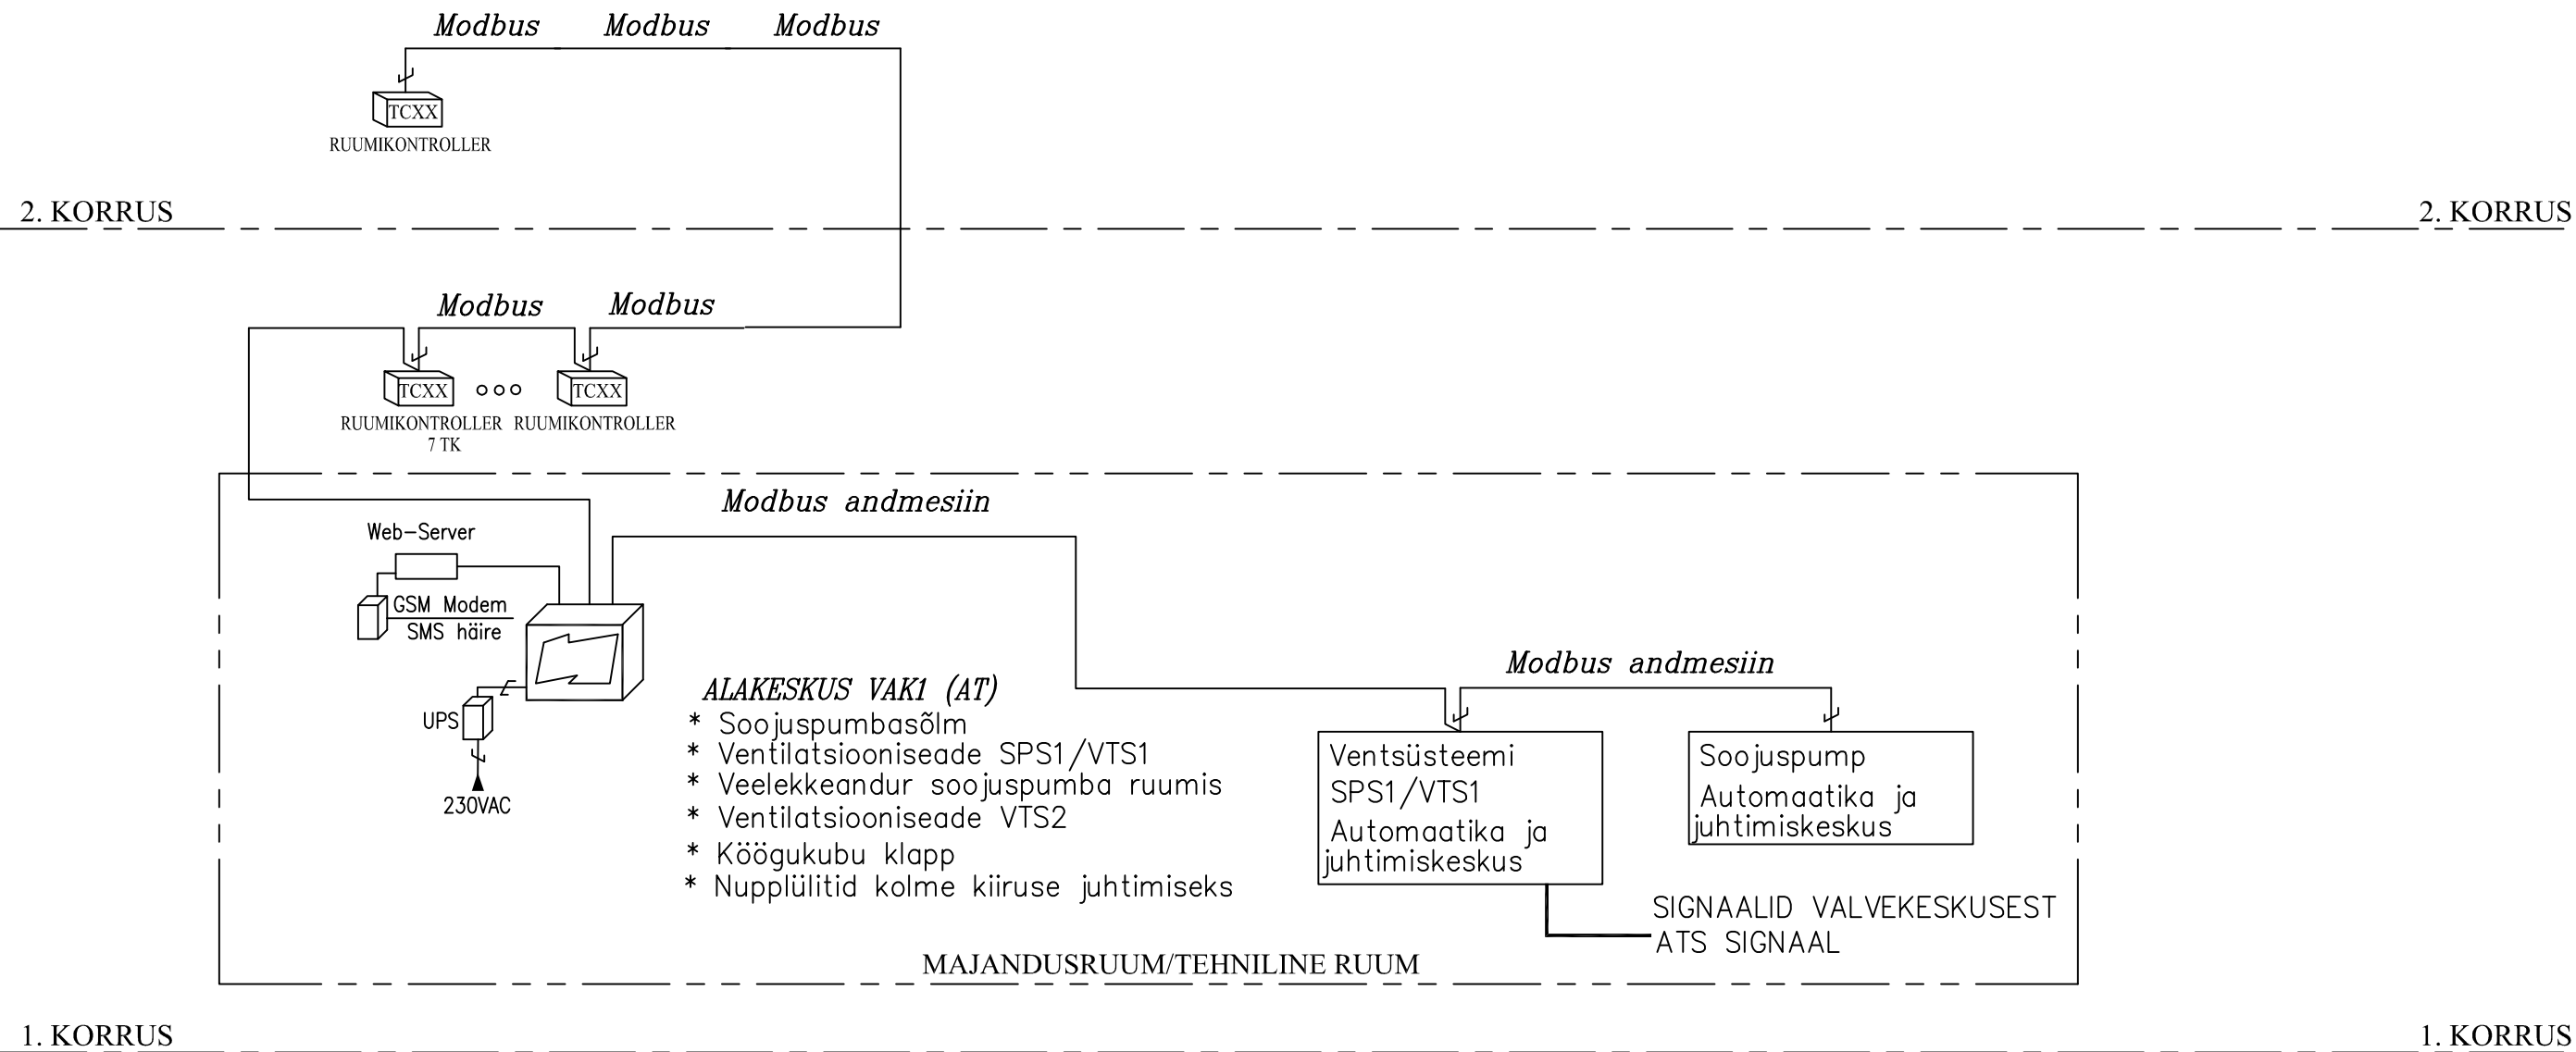 Modbus Modbus Modbus
TCXX
RUUMIKONTROLLER
2. KORRUS 2. KORRUS
Modbus Modbus
TCXX TCXX
RUUMIKONTROLLER RUUMIKONTROLLER
7 TK
Modbus andmesiin
Web-Server
GSM Modem
SMS häire
UPS
230VAC
ALAKESKUS VAK1 (AT)
* Soojuspumbasõlm
* Ventilatsiooniseade SPS1/VTS1
* Veelekkeandur soojuspumba ruumis
* Ventilatsiooniseade VTS2
* Köögukubu klapp
* Nupplülitid kolme kiiruse juhtimiseks
Modbus andmesiin
Ventsüsteemi
SPS1/VTS1
Automaatika ja
juhtimiskeskus
Soojuspump
Automaatika ja
juhtimiskeskus
SIGNAALID VALVEKESKUSEST
ATS SIGNAAL
MAJANDUSRUUM/TEHNILINE RUUM
1. KORRUS 1. KORRUS